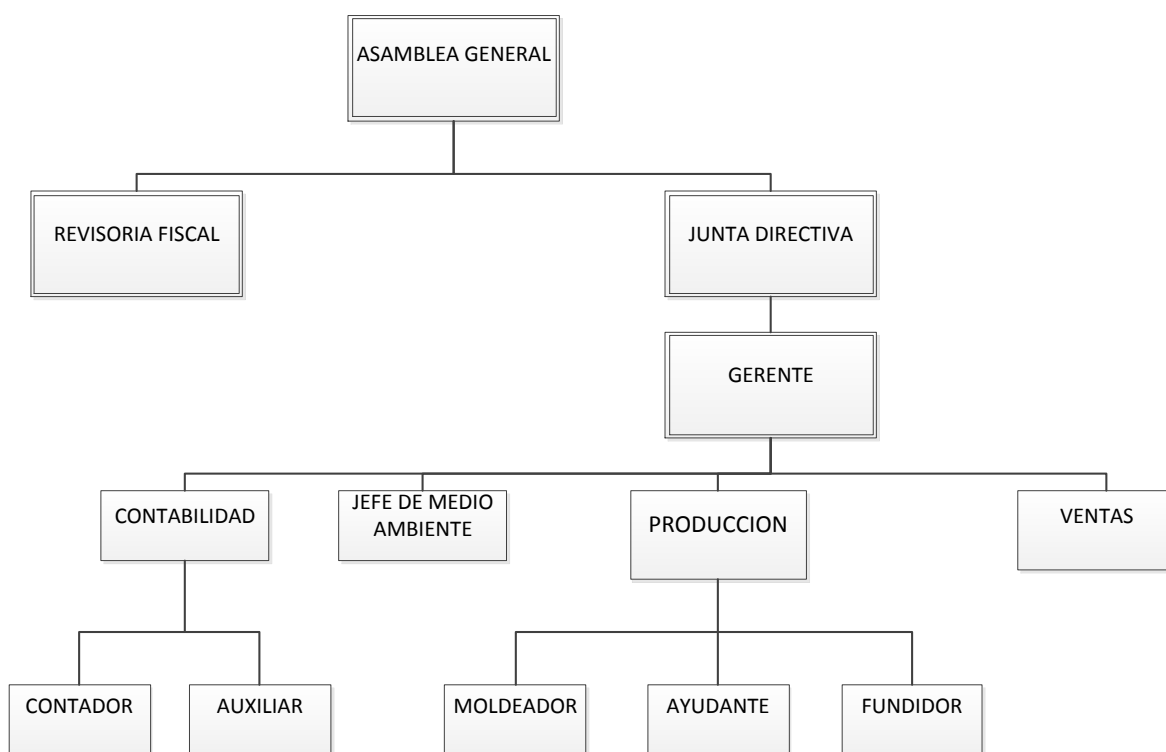 ASAMBLEA GENERAL
REVISORIA FISCAL
JUNTA DIRECTIVA
GERENTE
CONTABILIDAD
JEFE DE MEDIO
AMBIENTE
PRODUCCION
VENTAS
CONTADOR
AUXILIAR
MOLDEADOR
AYUDANTE
FUNDIDOR